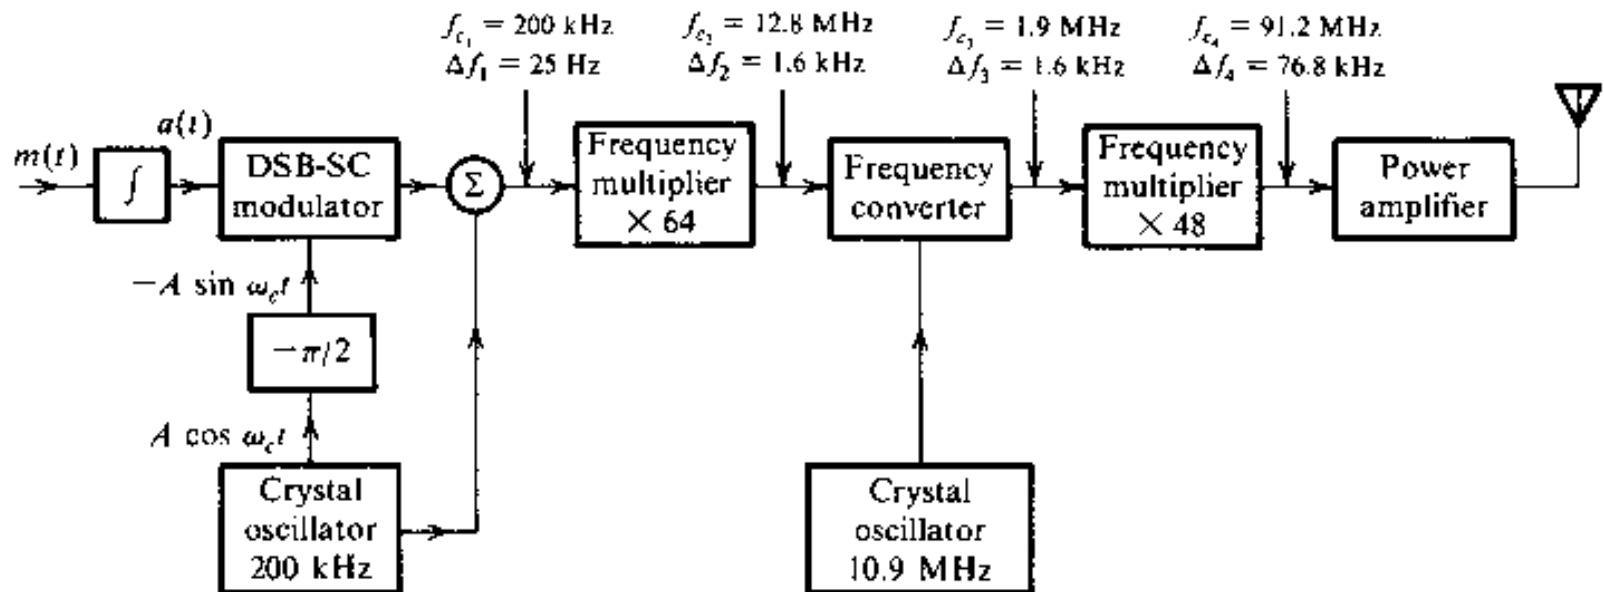 f_{c_1} = 200 kHz
Δf_1 = 25 Hz
f_{c_2} = 12.8 MHz
Δf_2 = 1.6 kHz
f_{c_3} = 1.9 MHz
Δf_3 = 1.6 kHz
f_{c_4} = 91.2 MHz
Δf_4 = 76.8 kHz
m(t)
∫
a(t)
DSB-SC
modulator
Σ
Frequency
multiplier
× 64
Frequency
converter
Frequency
multiplier
× 48
Power
amplifier
−A sin ω_c t
−π/2
A cos ω_c t
Crystal
oscillator
200 kHz
Crystal
oscillator
10.9 MHz